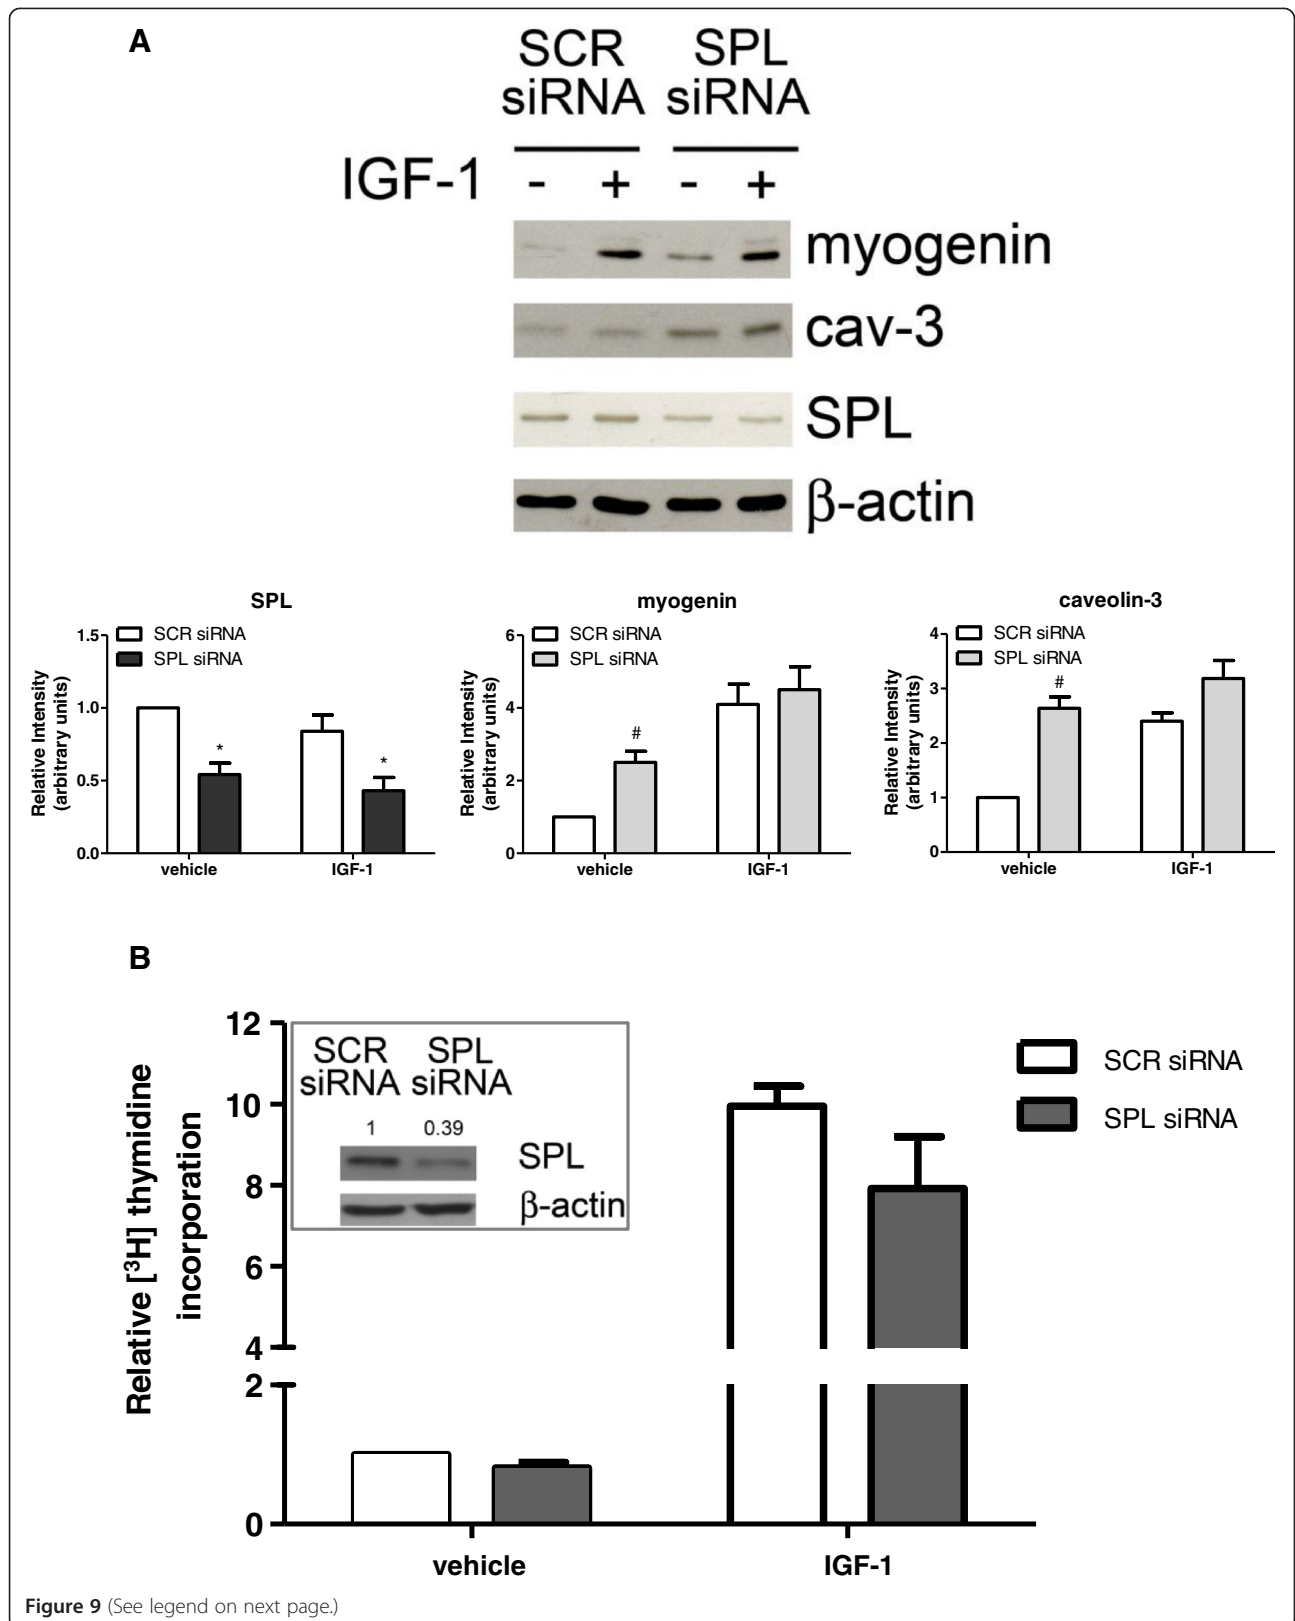 A
SCR siRNA
SPL siRNA
IGF-1 - + - +
myogenin
cav-3
SPL
β-actin
SPL
SCR siRNA
SPL siRNA
Relative Intensity
(arbitrary units)
1.5
1.0
0.5
0.0
*
*
vehicle
IGF-1
myogenin
SCR siRNA
SPL siRNA
Relative Intensity
(arbitrary units)
6
4
2
0
#
vehicle
IGF-1
caveolin-3
SCR siRNA
SPL siRNA
Relative Intensity
(arbitrary units)
4
3
2
1
0
#
vehicle
IGF-1
B
Relative [³H] thymidine
incorporation
12
10
8
6
4
2
0
SCR siRNA
SPL siRNA
1 0.39
SPL
β-actin
SCR siRNA
SPL siRNA
vehicle
IGF-1
Figure 9 (See legend on next page.)